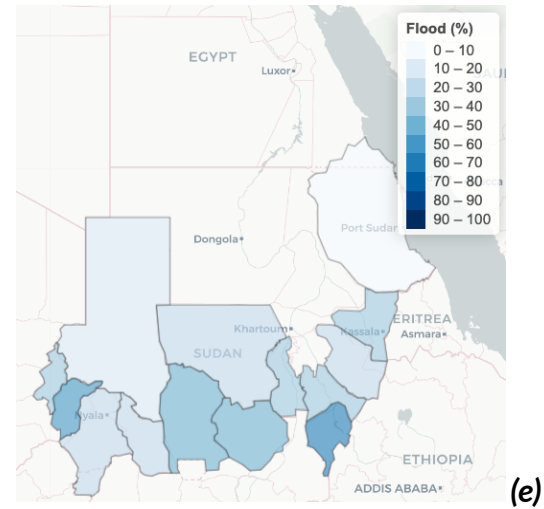 EGYPT
Luxor
Flood (%)
0 – 10
10 – 20
20 – 30
30 – 40
40 – 50
50 – 60
60 – 70
70 – 80
80 – 90
90 – 100
Port Sudan
Dongola
Khartoum
Kassala
ERITREA
Asmara
SUDAN
Nyala
ETHIOPIA
ADDIS ABABA
(e)